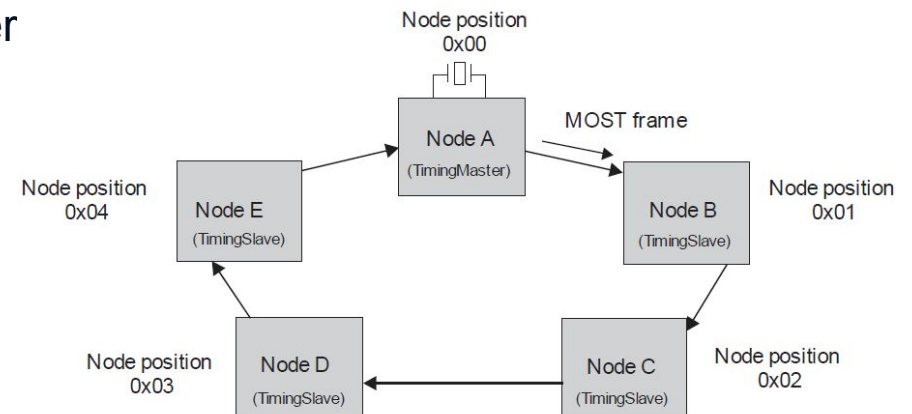 er
Node position
0x00
Node A
(TimingMaster)
MOST frame
Node position
0x04
Node E
(TimingSlave)
Node B
(TimingSlave)
Node position
0x01
Node position
0x03
Node D
(TimingSlave)
Node C
(TimingSlave)
Node position
0x02